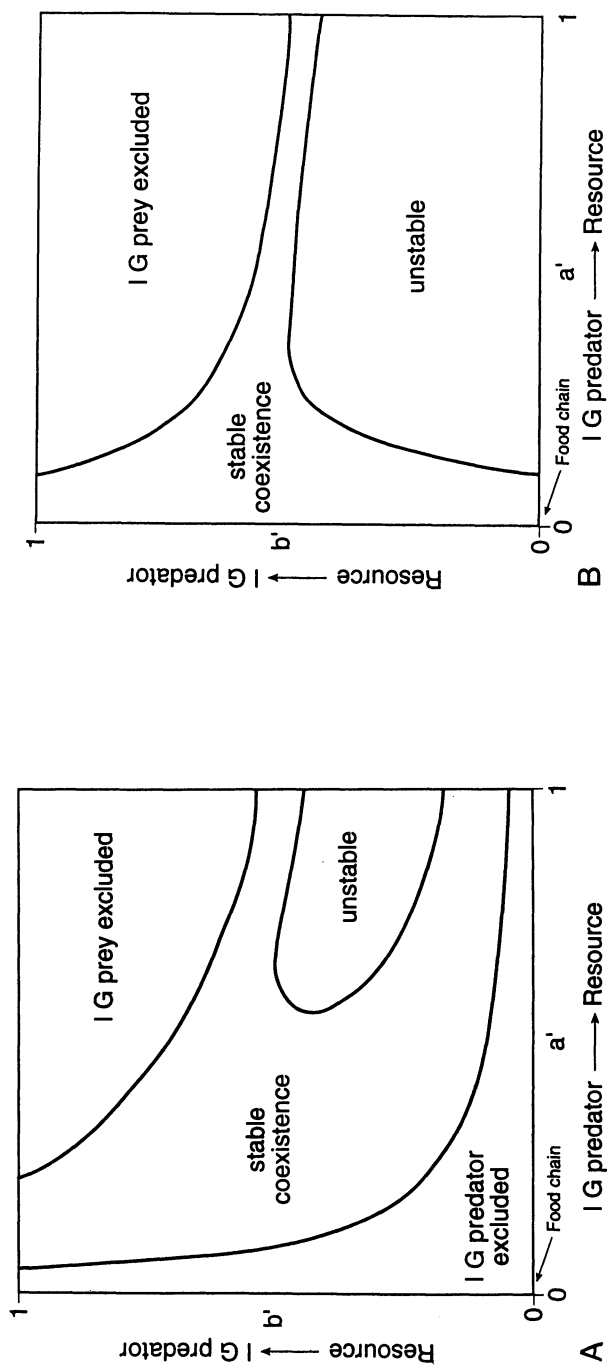 1
I G prey excluded
stable
coexistence
unstable
b'
Resource → I G predator
I G predator
excluded
Food chain
0
0
a'
1
I G predator → Resource
A
1
I G prey excluded
stable
coexistence
unstable
b'
Resource → I G predator
Food chain
0
0
a'
1
I G predator → Resource
B